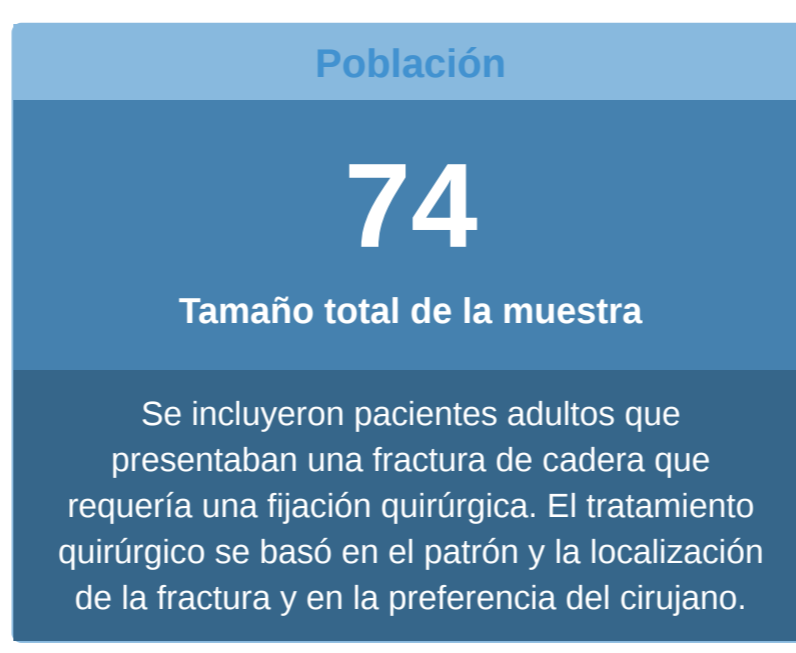 Población
74
Tamaño total de la muestra
Se incluyeron pacientes adultos que
presentaban una fractura de cadera que
requería una fijación quirúrgica. El tratamiento
quirúrgico se basó en el patrón y la localización
de la fractura y en la preferencia del cirujano.